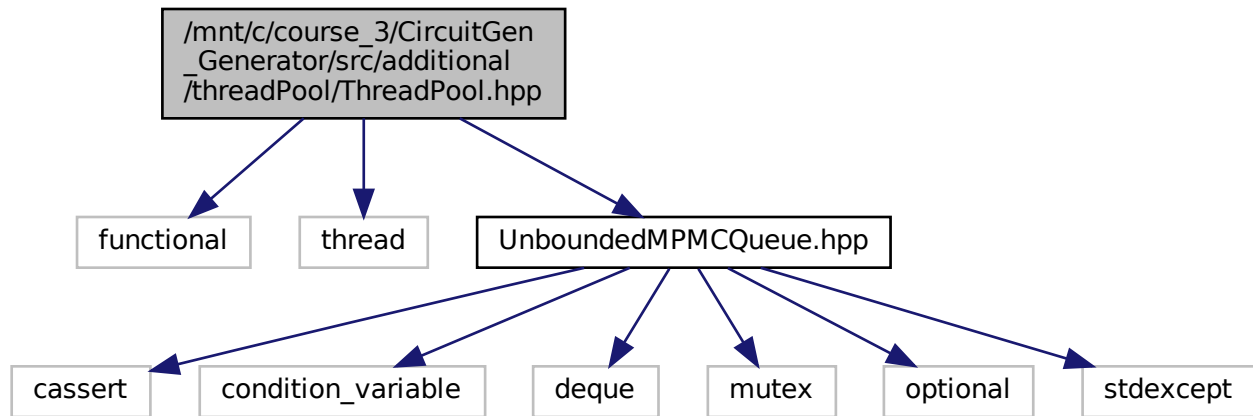 /mnt/c/course_3/CircuitGen
_Generator/src/additional
/threadPool/ThreadPool.hpp
functional
thread
UnboundedMPMCQueue.hpp
cassert
condition_variable
deque
mutex
optional
stdexcept